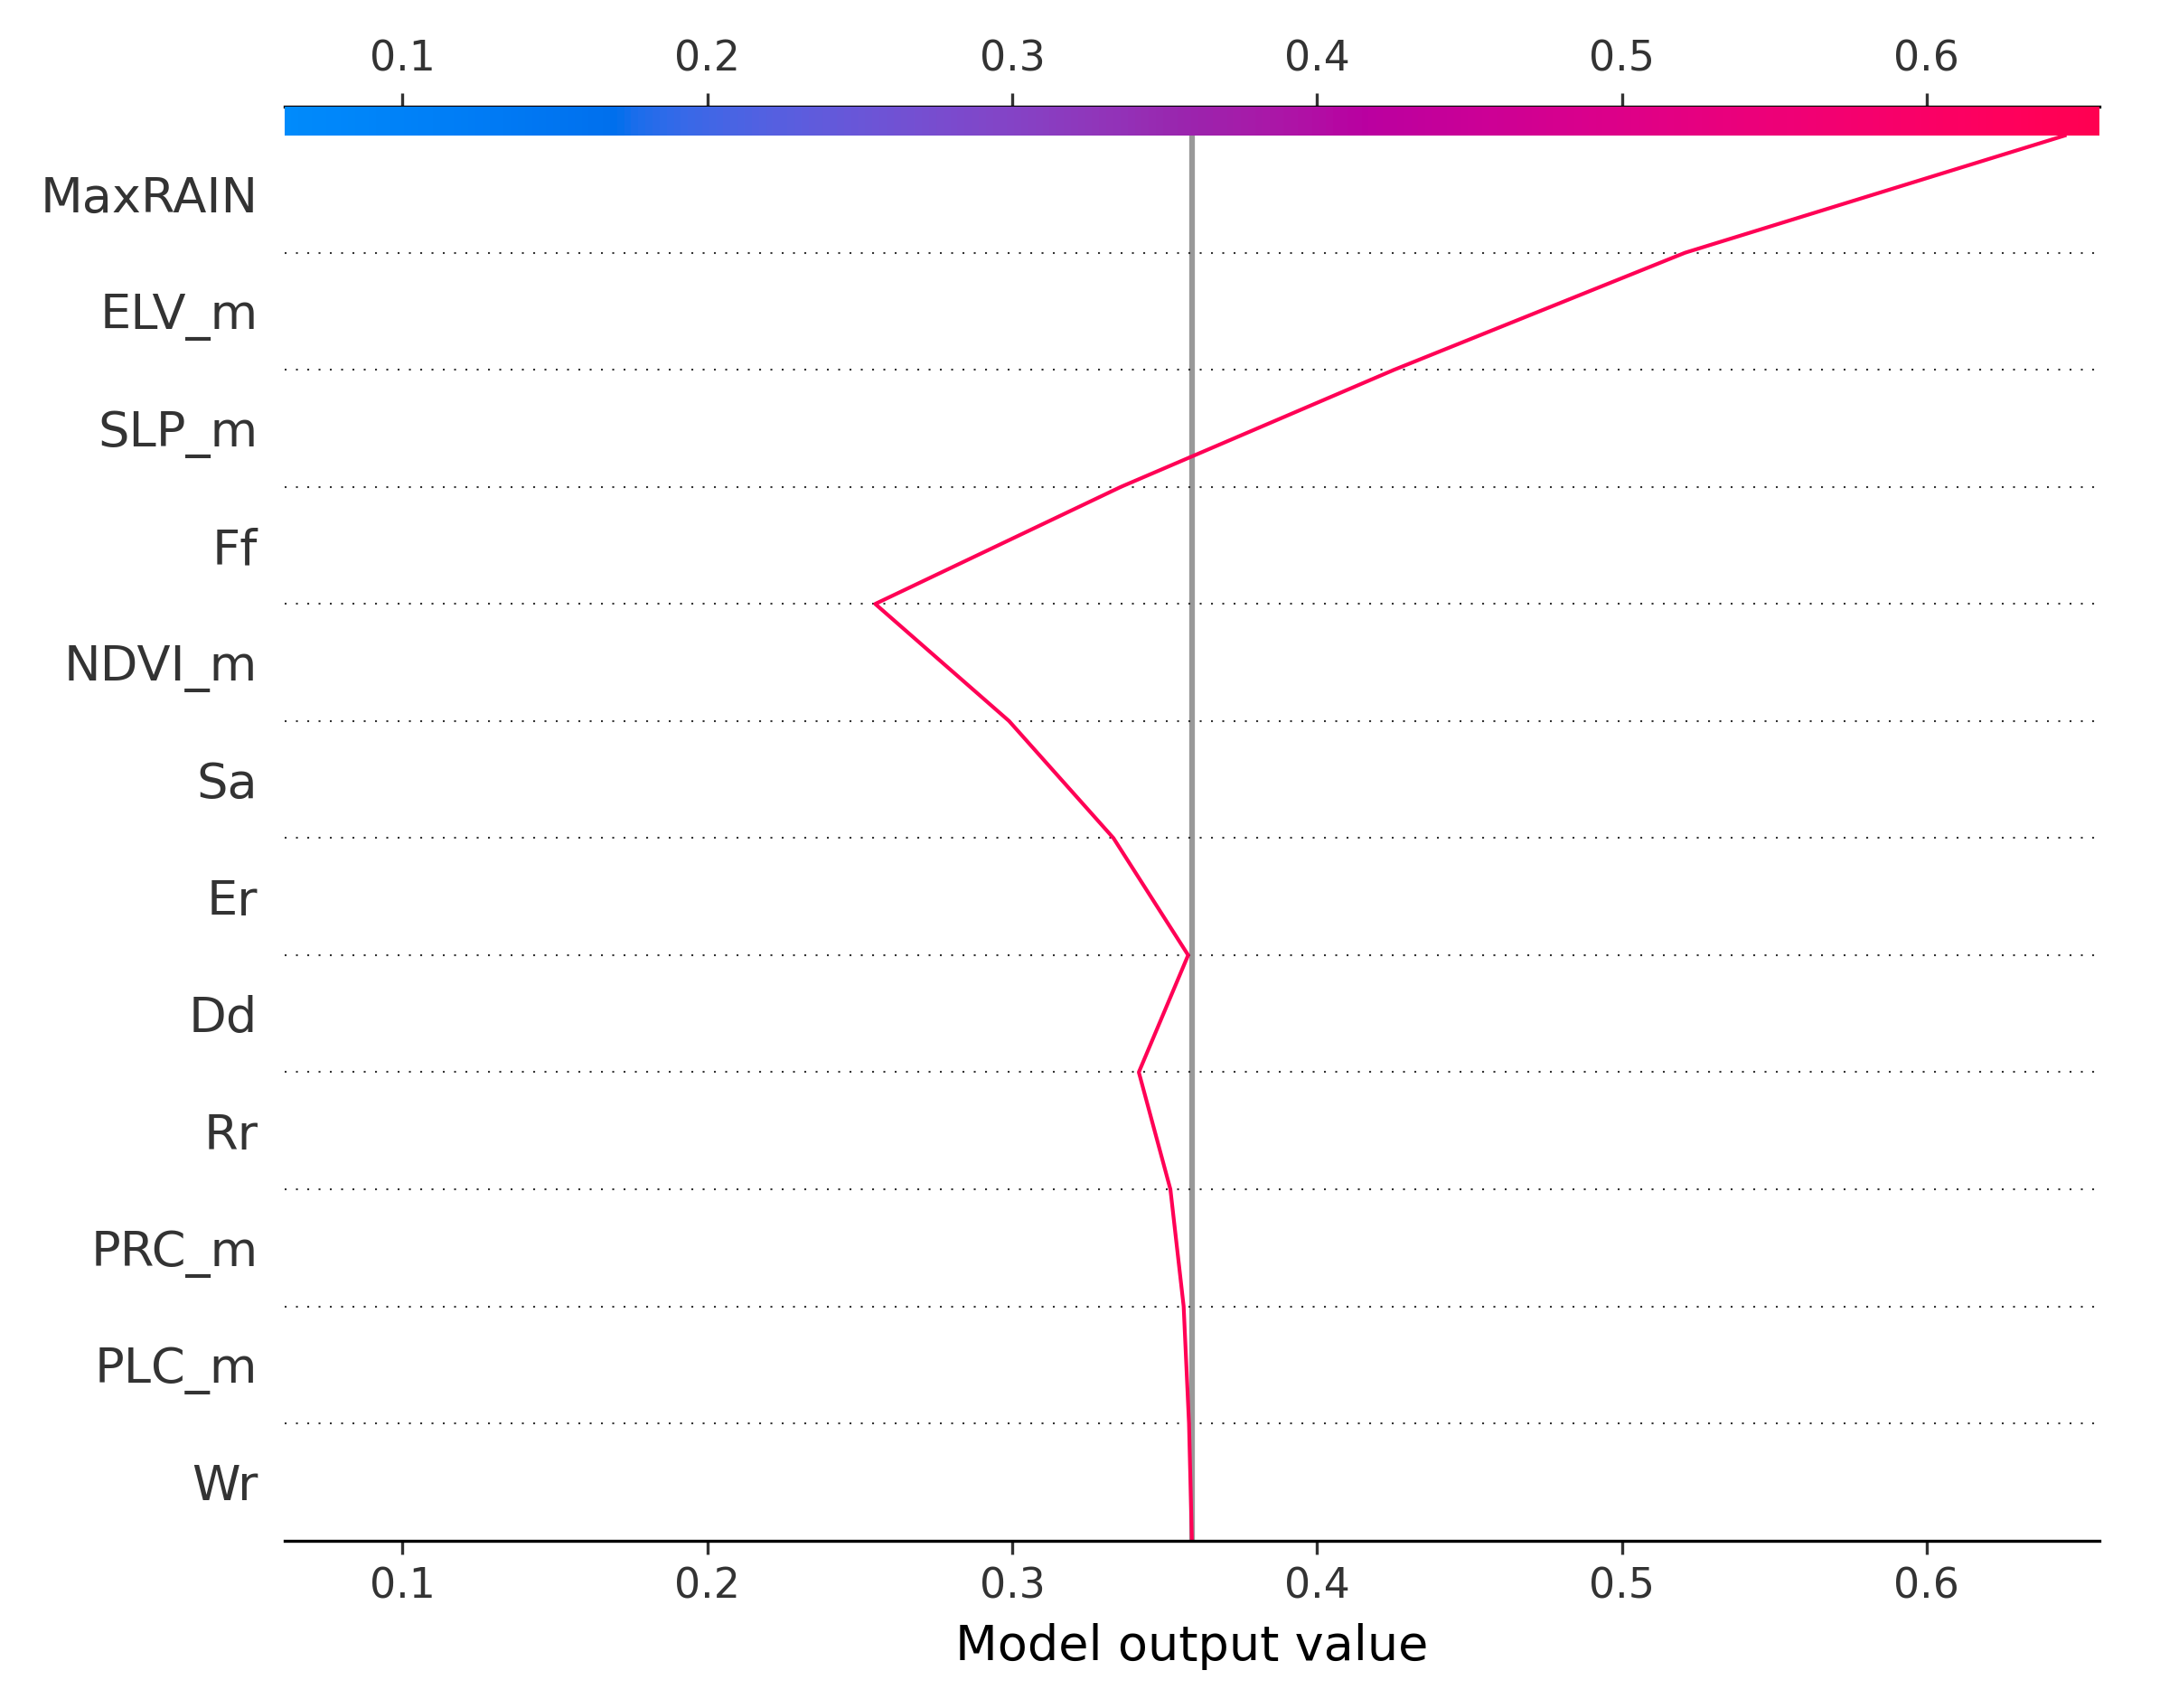 0.1 0.2 0.3 0.4 0.5 0.6
MaxRAIN
ELV_m
SLP_m
Ff
NDVI_m
Sa
Er
Dd
Rr
PRC_m
PLC_m
Wr
0.1 0.2 0.3 0.4 0.5 0.6
Model output value